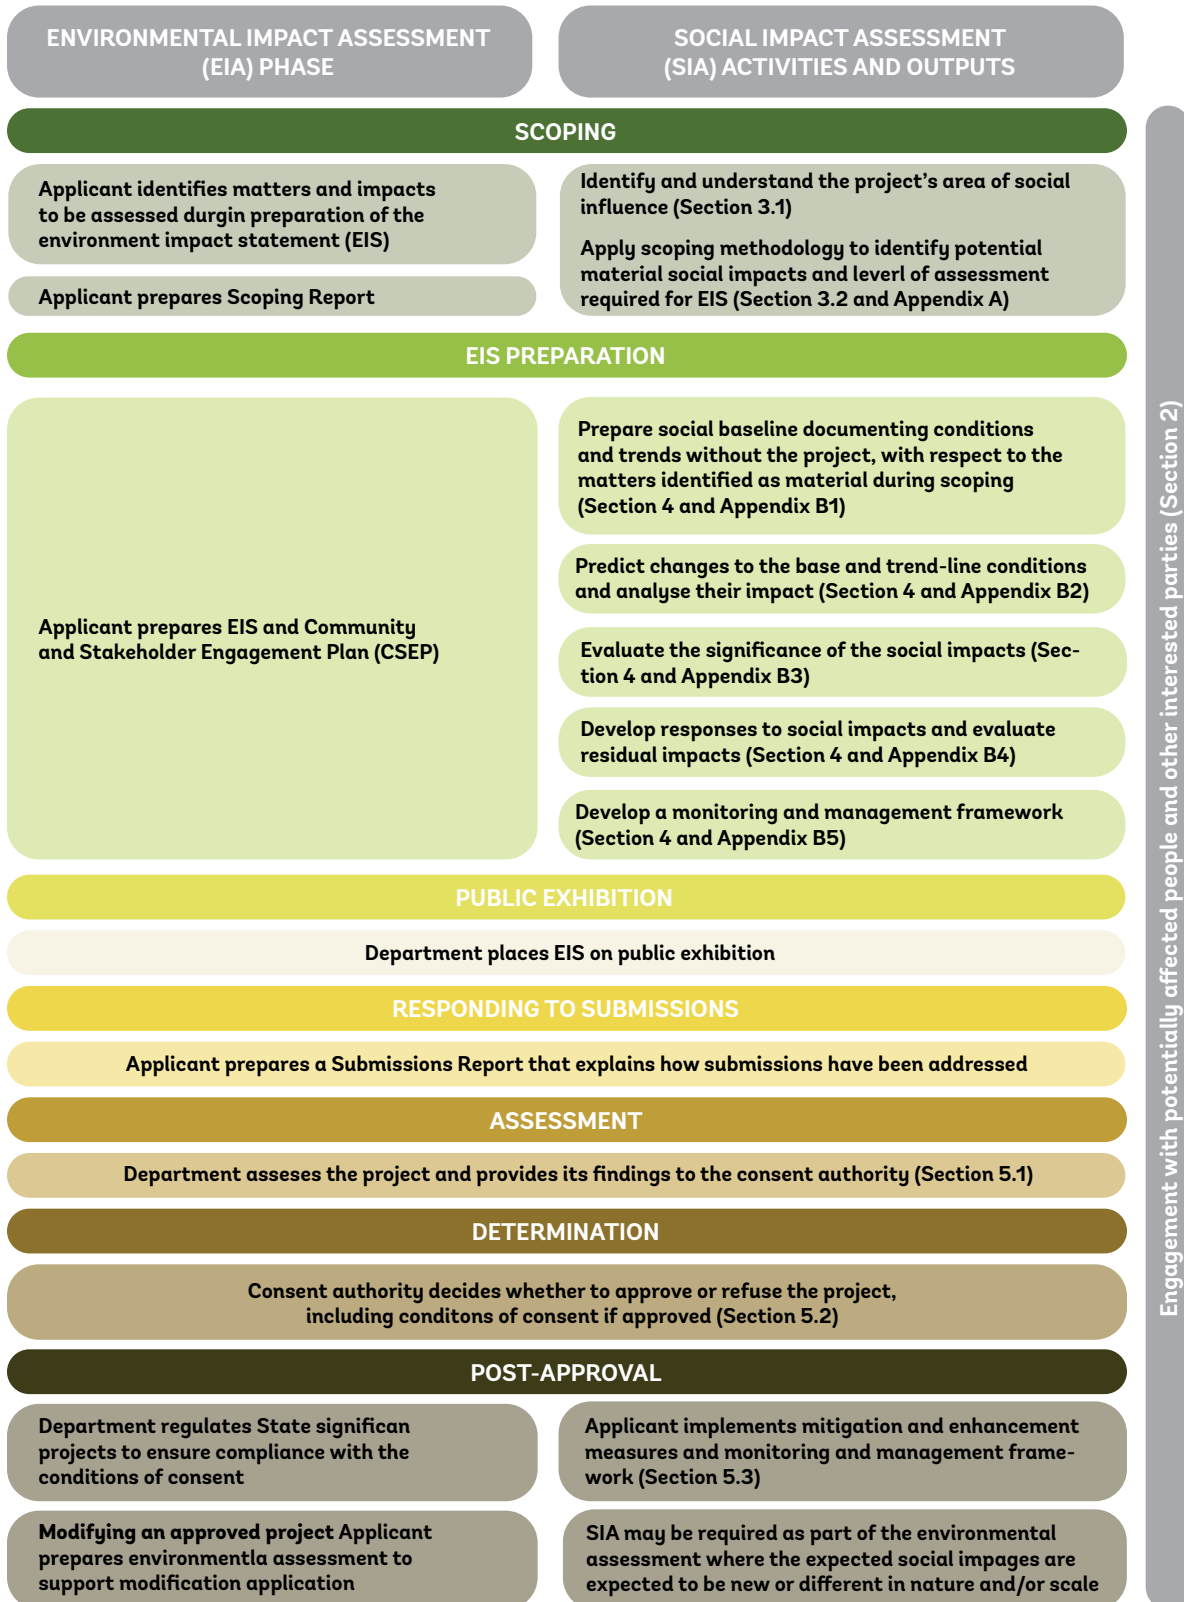 ENVIRONMENTAL IMPACT ASSESSMENT
(EIA) PHASE
SOCIAL IMPACT ASSESSMENT
(SIA) ACTIVITIES AND OUTPUTS
SCOPING
Applicant identifies matters and impacts
to be assessed durgin preparation of the
environment impact statement (EIS)
Applicant prepares Scoping Report
Identify and understand the project's area of social
influence (Section 3.1)
Apply scoping methodology to identify potential
material social impacts and leverl of assessment
required for EIS (Section 3.2 and Appendix A)
EIS PREPARATION
Applicant prepares EIS and Community
and Stakeholder Engagement Plan (CSEP)
Prepare social baseline documenting conditions
and trends without the project, with respect to the
matters identified as material during scoping
(Section 4 and Appendix B1)
Predict changes to the base and trend-line conditions
and analyse their impact (Section 4 and Appendix B2)
Evaluate the significance of the social impacts (Sec-
tion 4 and Appendix B3)
Develop responses to social impacts and evaluate
residual impacts (Section 4 and Appendix B4)
Develop a monitoring and management framework
(Section 4 and Appendix B5)
PUBLIC EXHIBITION
Department places EIS on public exhibition
RESPONDING TO SUBMISSIONS
Applicant prepares a Submissions Report that explains how submissions have been addressed
ASSESSMENT
Department asseses the project and provides its findings to the consent authority (Section 5.1)
DETERMINATION
Consent authority decides whether to approve or refuse the project,
including conditons of consent if approved (Section 5.2)
POST-APPROVAL
Department regulates State significan
projects to ensure compliance with the
conditions of consent
Applicant implements mitigation and enhancement
measures and monitoring and management frame-
work (Section 5.3)
Modifying an approved project Applicant
prepares environmentla assessment to
support modification application
SIA may be required as part of the environmental
assessment where the expected social impages are
expected to be new or different in nature and/or scale
Engagement with potentially affected people and other interested parties (Section 2)